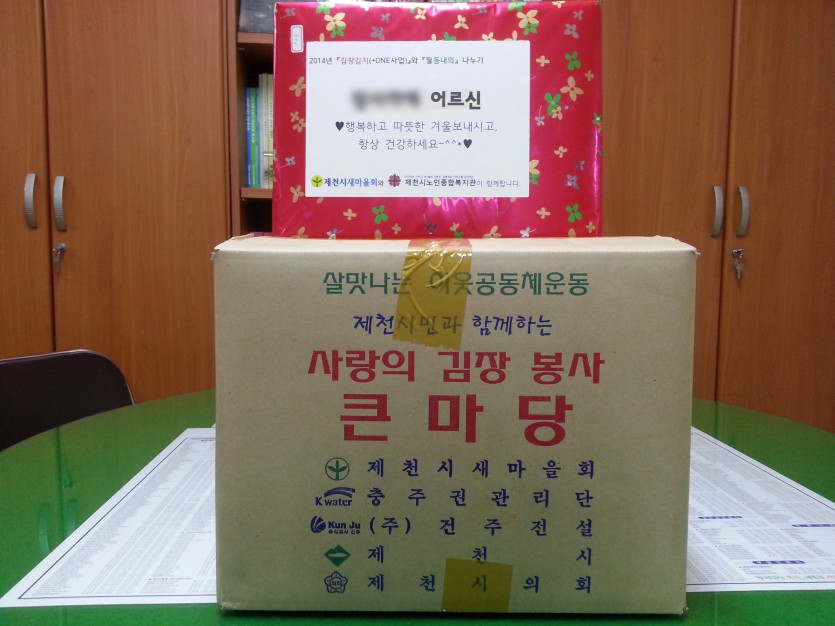 2014년 『김장김치(+ONE사업)』와 『월동내의』 나누기
어르신
♥행복하고 따뜻한 겨울보내시고,
항상 건강하세요~^^*♥
제천시새마을회와 제천시노인종합복지관이 함께합니다.
살맛나는 이웃공동체운동
제천시민과 함께하는
사랑의 김장 봉사
큰 마 당
제 천 시 새 마 을 회
K water 충 주 권 관 리 단
Kun Ju 주식회사 건주 (주) 건 주 전 설
제 천 시
제 천 시 의 회